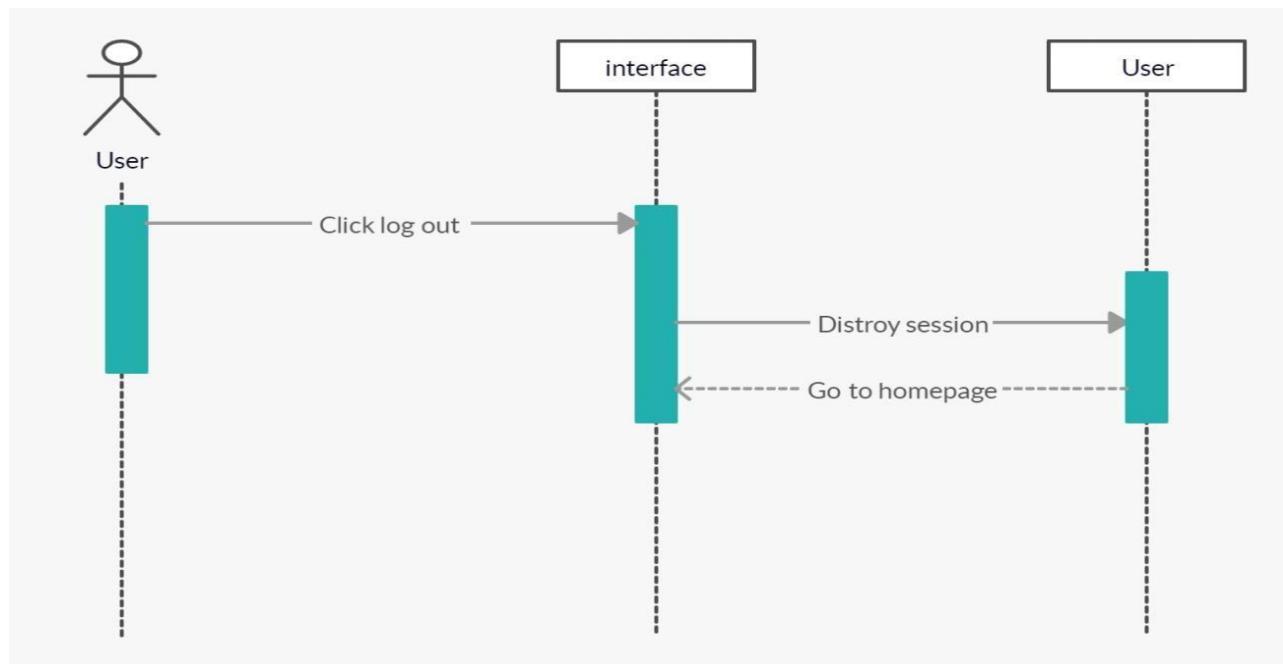 interface
User
User
Click log out
Distroy session
Go to homepage